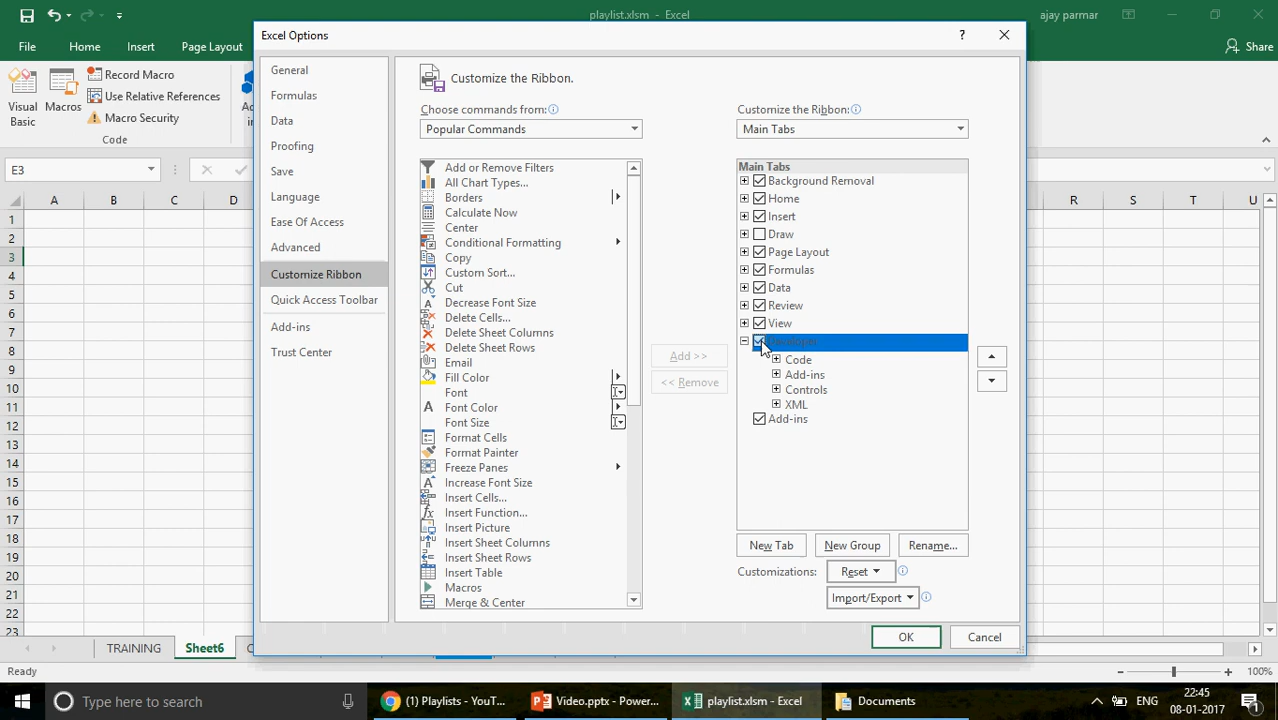 playlist.xlsm - Excel
ajay parmar
File
Home
Insert
Page Layout
Share
Visual Basic
Macros
Record Macro
Use Relative References
Macro Security
Code
Ad
in
E3
A B C D R S T U
1
2
3
4
5
6
7
8
9
10
11
12
13
14
15
16
17
18
19
20
21
22
23
Excel Options
?
General
Formulas
Data
Proofing
Save
Language
Ease Of Access
Advanced
Customize Ribbon
Quick Access Toolbar
Add-ins
Trust Center
Customize the Ribbon.
Choose commands from:
Popular Commands
Add or Remove Filters
All Chart Types...
Borders
Calculate Now
Center
Conditional Formatting
Copy
Custom Sort...
Cut
Decrease Font Size
Delete Cells...
Delete Sheet Columns
Delete Sheet Rows
Email
Fill Color
Font
Font Color
Font Size
Format Cells
Format Painter
Freeze Panes
Increase Font Size
Insert Cells...
Insert Function...
Insert Picture
Insert Sheet Columns
Insert Sheet Rows
Insert Table
Macros
Merge & Center
Add >>
<< Remove
Customize the Ribbon:
Main Tabs
Main Tabs
Background Removal
Home
Insert
Draw
Page Layout
Formulas
Data
Review
View
Developer
Code
Add-ins
Controls
XML
Add-ins
New Tab
New Group
Rename...
Customizations:
Reset
Import/Export
OK
Cancel
TRAINING
Sheet6
Ready
100%
Type here to search
(1) Playlists - YouT...
Video.pptx - Power...
playlist.xlsm - Excel
Documents
ENG
22:45
08-01-2017
1